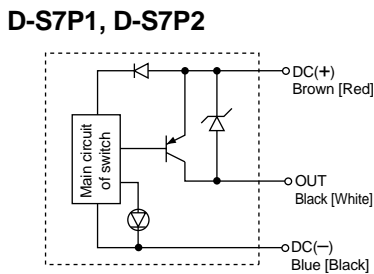 D-S7P1, D-S7P2
DC(+)
Brown [Red]
Main circuit
of switch
OUT
Black [White]
DC(−)
Blue [Black]